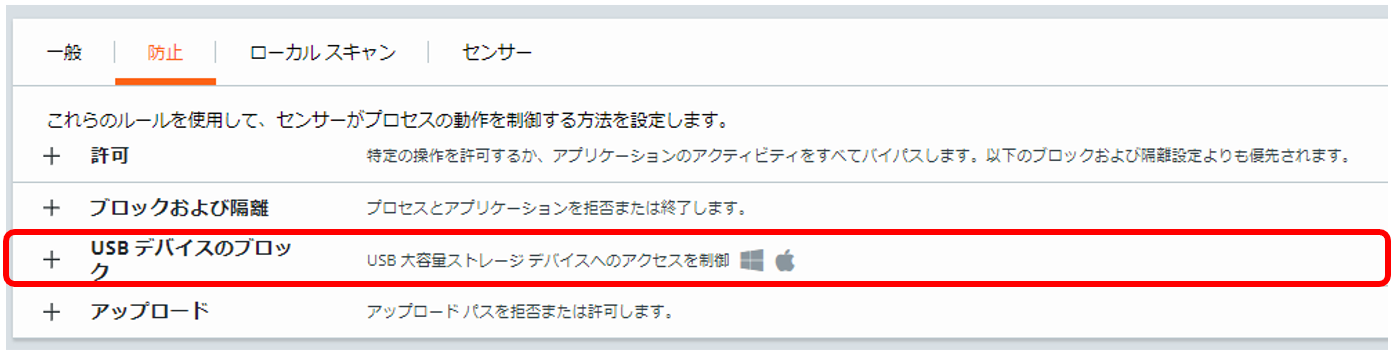 一般 防止 ローカル スキャン センサー
これらのルールを使用して、センサーがプロセスの動作を制御する方法を設定します。
許可 特定の操作を許可するか、アプリケーションのアクティビティをすべてバイパスします。以下のブロックおよび隔離設定よりも優先されます。
ブロックおよび隔離 プロセスとアプリケーションを拒否または終了します。
USB デバイスのブロッ
ク USB 大容量ストレージ デバイスへのアクセスを制御
アップロード アップロード パスを拒否または許可します。